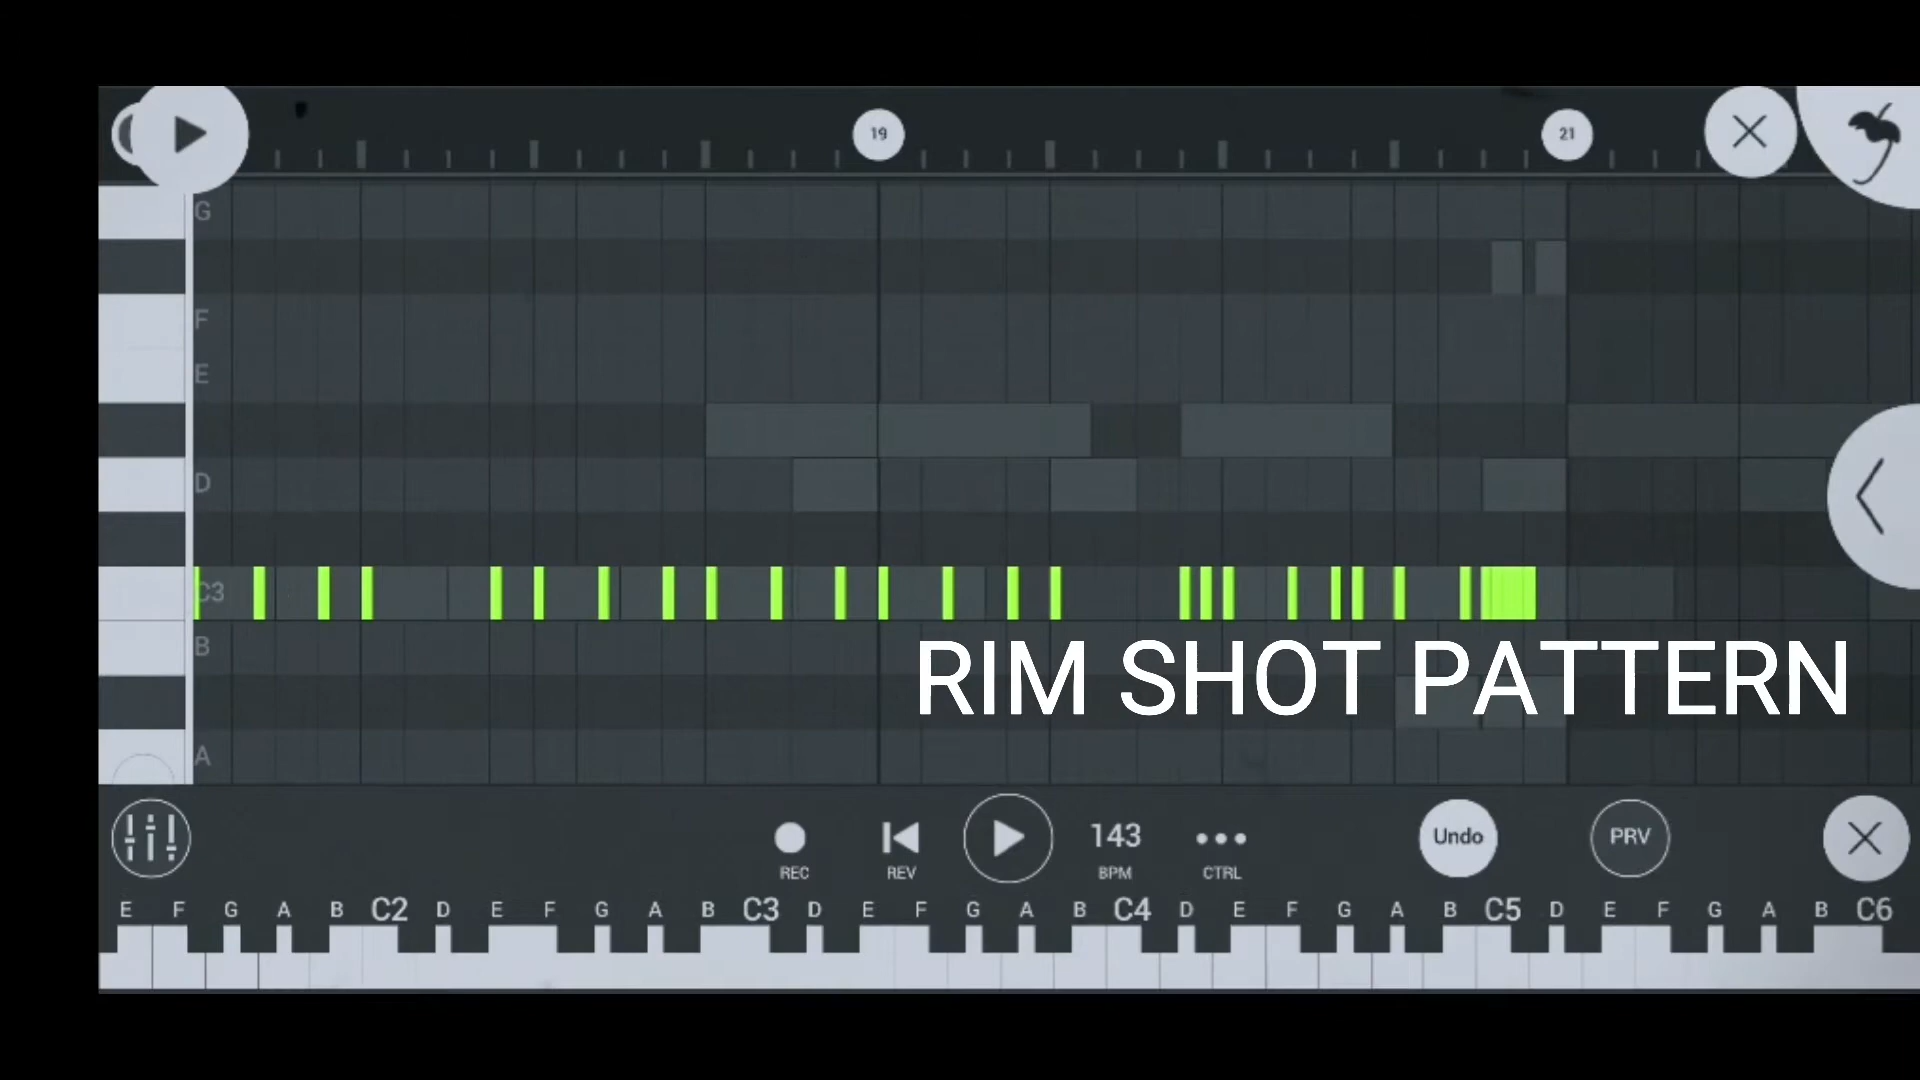 19
21
G
F
E
D
C3
B
RIM SHOT PATTERN
A
143
Undo
PRV
REC
REV
BPM
CTRL
E F G A B C2 D E F G A B C3 D E F G A B C4 D E F G A B C5 D E F G A B C6